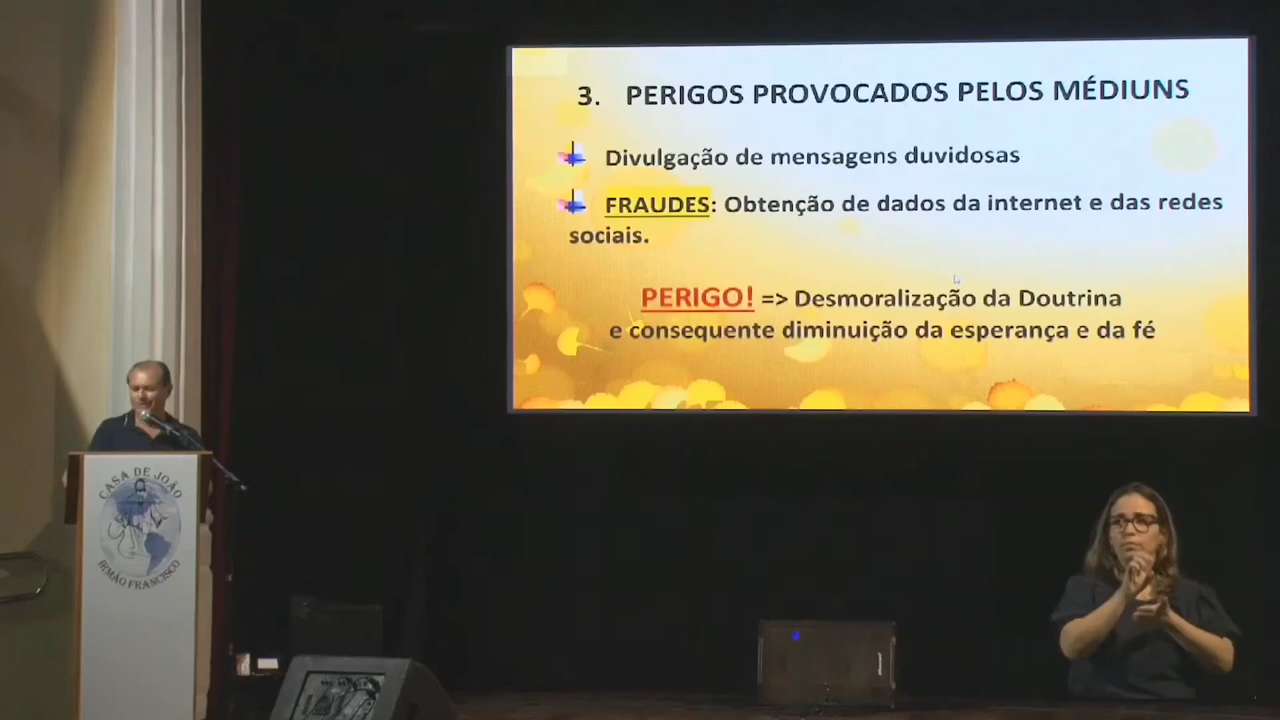 3. PERIGOS PROVOCADOS PELOS MÉDIUNS
Divulgação de mensagens duvidosas
FRAUDES: Obtenção de dados da internet e das redes
sociais.
PERIGO! => Desmoralização da Doutrina
e consequente diminuição da esperança e da fé
CASA DE JOÃO
IRMÃO FRANCISCO